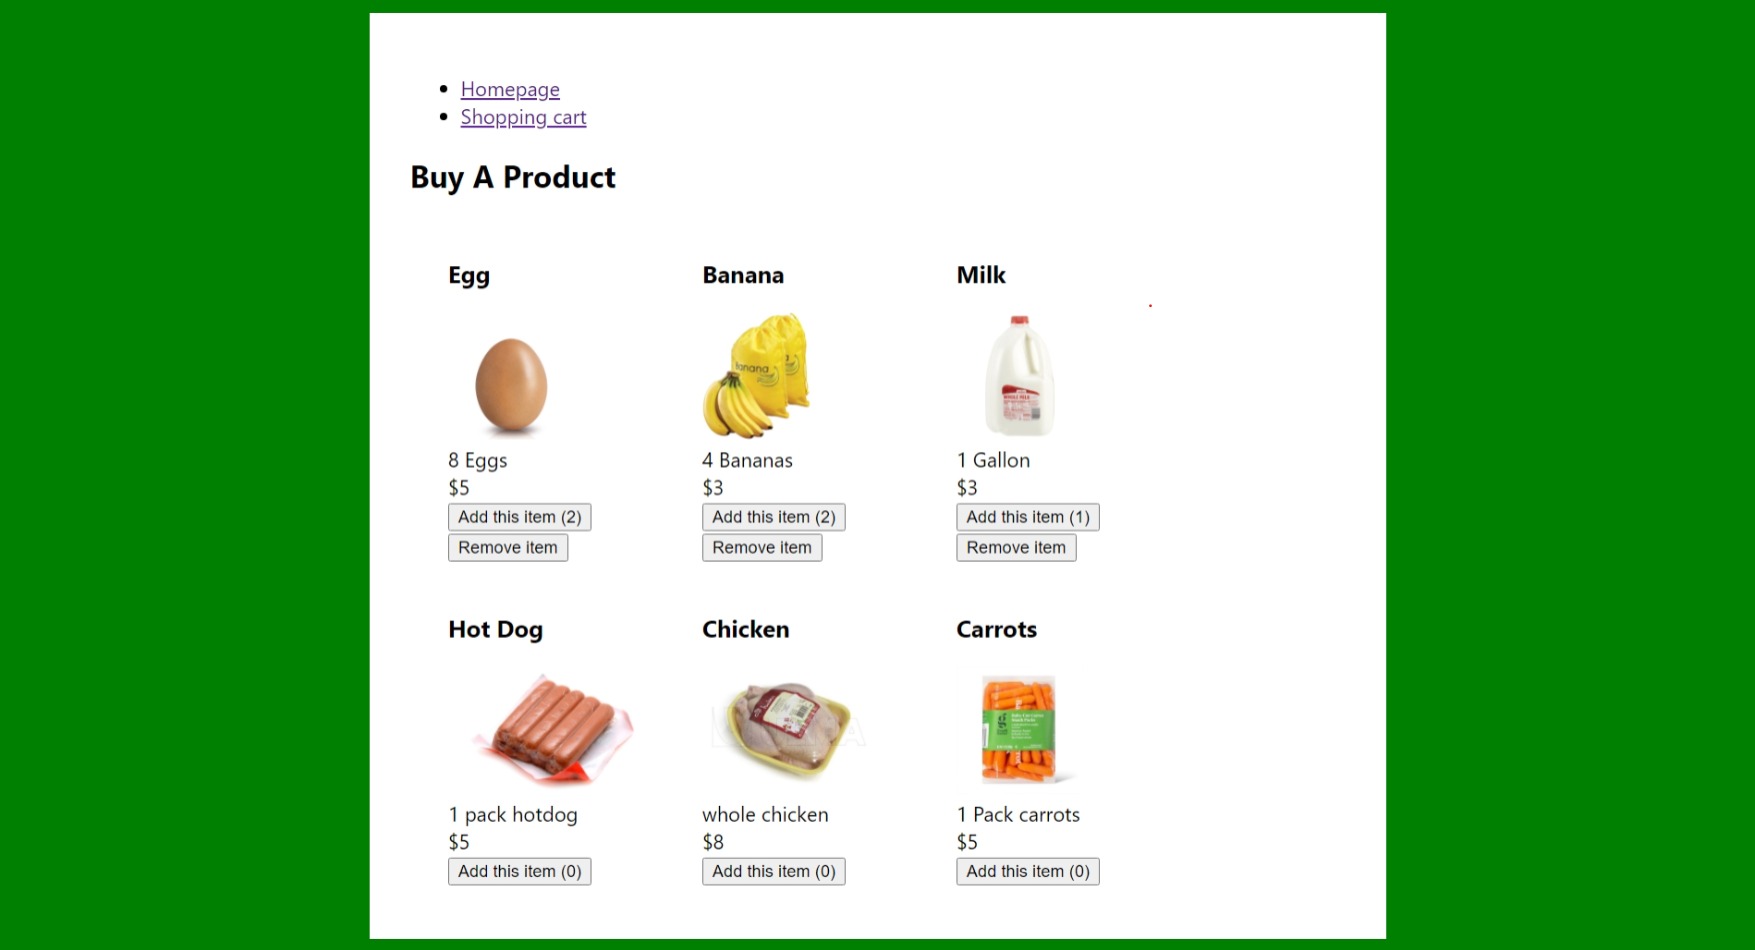 Homepage
Shopping cart
Buy A Product
Egg
Banana
Milk
banana
WHOLE MILK
8 Eggs
4 Bananas
1 Gallon
$5
$3
$3
Add this item (2)
Add this item (2)
Add this item (1)
Remove item
Remove item
Remove item
Hot Dog
Chicken
Carrots
1 pack hotdog
whole chicken
1 Pack carrots
$5
$8
$5
Add this item (0)
Add this item (0)
Add this item (0)